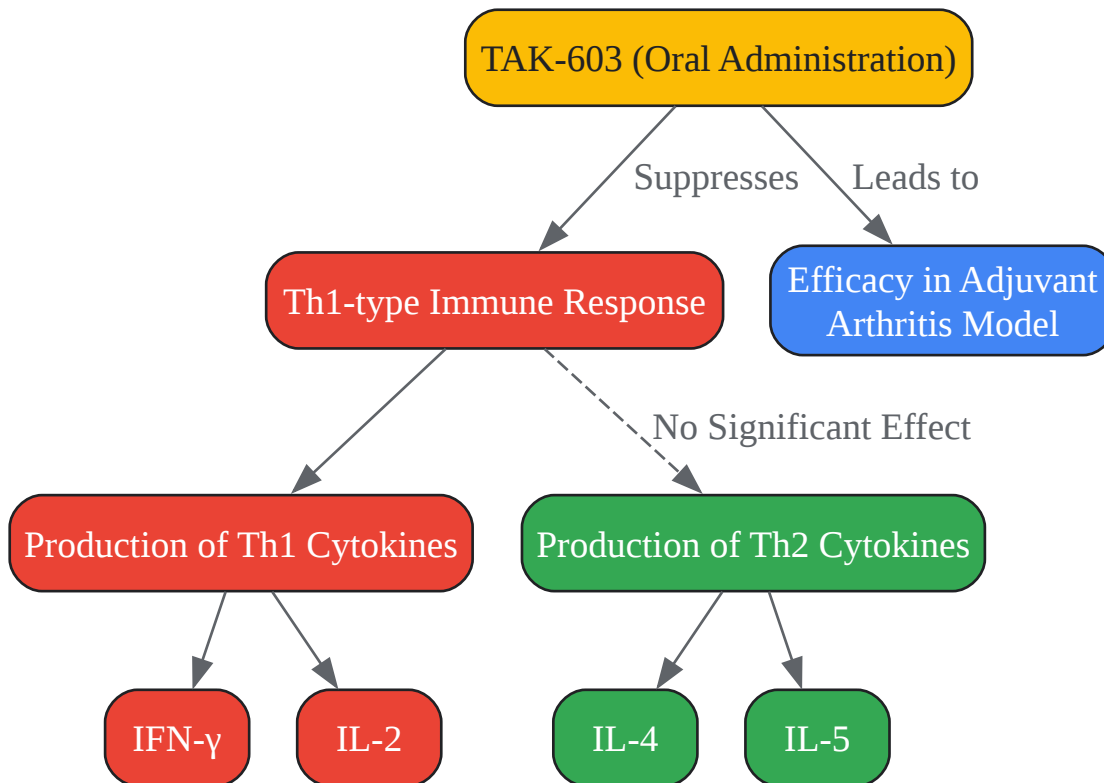 TAK-603 (Oral Administration)
Suppresses
Leads to
Th1-type Immune Response
Efficacy in Adjuvant
Arthritis Model
No Significant Effect
Production of Th1 Cytokines
Production of Th2 Cytokines
IFN-γ
IL-2
IL-4
IL-5